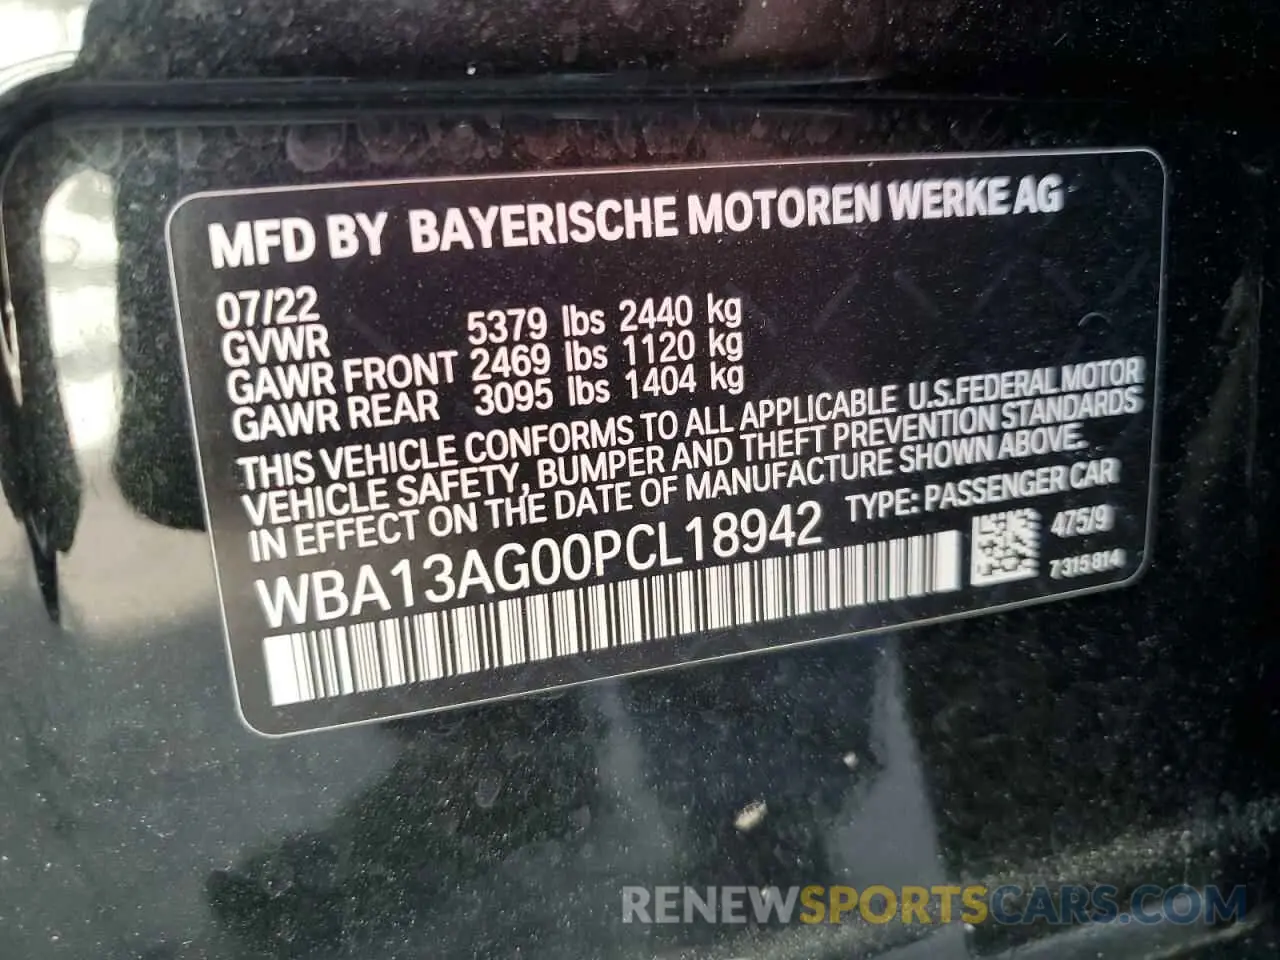 MFD BY BAYERISCHE MOTOREN WERKE AG
07/22
GVWR 5379 lbs 2440 kg
GAWR FRONT 2469 lbs 1120 kg
GAWR REAR 3095 lbs 1404 kg
THIS VEHICLE CONFORMS TO ALL APPLICABLE U.S.FEDERAL MOTOR
VEHICLE SAFETY, BUMPER AND THEFT PREVENTION STANDARDS
IN EFFECT ON THE DATE OF MANUFACTURE SHOWN ABOVE.
WBA13AG00PCL18942 TYPE: PASSENGER CAR
475/9
7315814
RENEWSPORTSCARS.COM